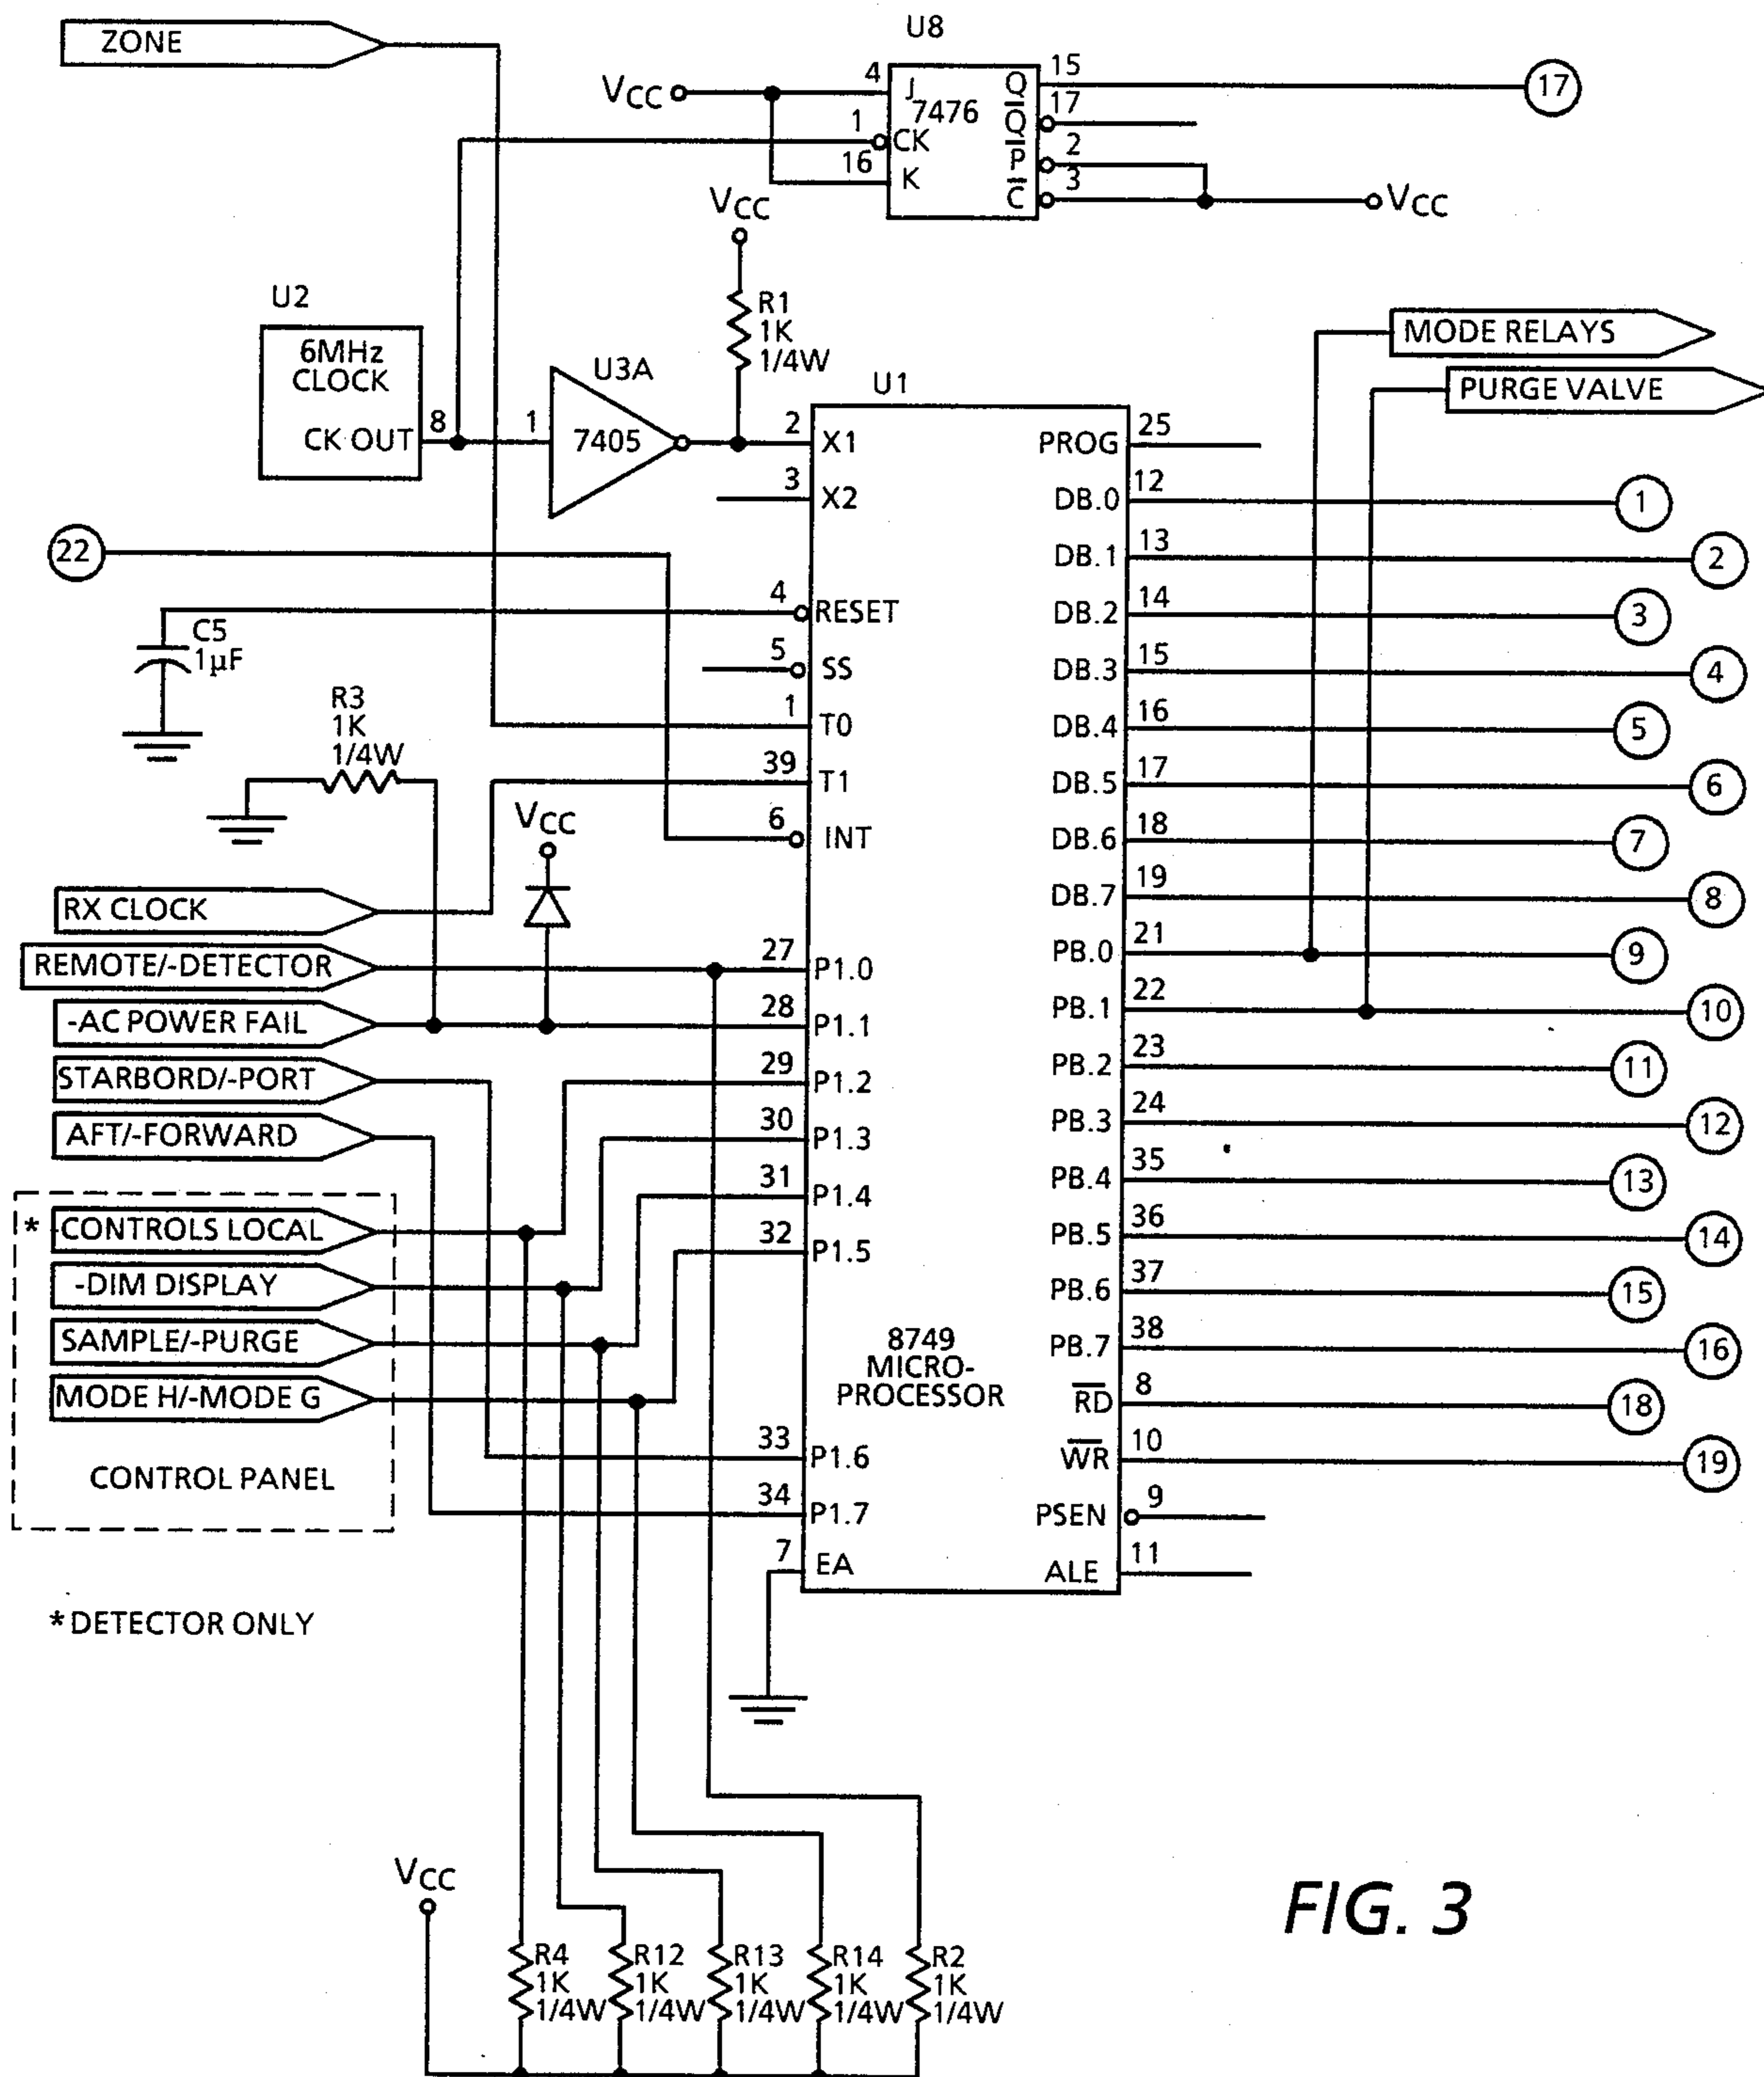 ZONE
U8
VCC
4
J
7476
Q
15
17
1
CK
Q
17
16
K
P
2
C
3
VCC
VCC
R1
1K
1/4W
U2
6MHz
CLOCK
CK OUT
8
1
U3A
7405
U1
MODE RELAYS
PURGE VALVE
2
X1
PROG
25
3
X2
DB.0
12
1
22
DB.1
13
2
4
RESET
DB.2
14
3
C5
1µF
5
SS
DB.3
15
4
R3
1K
1/4W
1
T0
DB.4
16
5
39
T1
DB.5
17
6
VCC
6
INT
DB.6
18
7
DB.7
19
8
RX CLOCK
PB.0
21
9
REMOTE/-DETECTOR
27
P1.0
-AC POWER FAIL
28
P1.1
PB.1
22
10
STARBORD/-PORT
29
P1.2
PB.2
23
11
AFT/-FORWARD
30
P1.3
PB.3
24
12
31
P1.4
PB.4
35
13
* -CONTROLS LOCAL
32
P1.5
PB.5
36
14
-DIM DISPLAY
PB.6
37
15
SAMPLE/-PURGE
8749
MICRO-
PROCESSOR
PB.7
38
16
MODE H/-MODE G
RD
8
18
CONTROL PANEL
33
P1.6
WR
10
19
34
P1.7
PSEN
9
7
EA
ALE
11
*DETECTOR ONLY
VCC
R4
1K
1/4W
R12
1K
1/4W
R13
1K
1/4W
R14
1K
1/4W
R2
1K
1/4W
FIG. 3